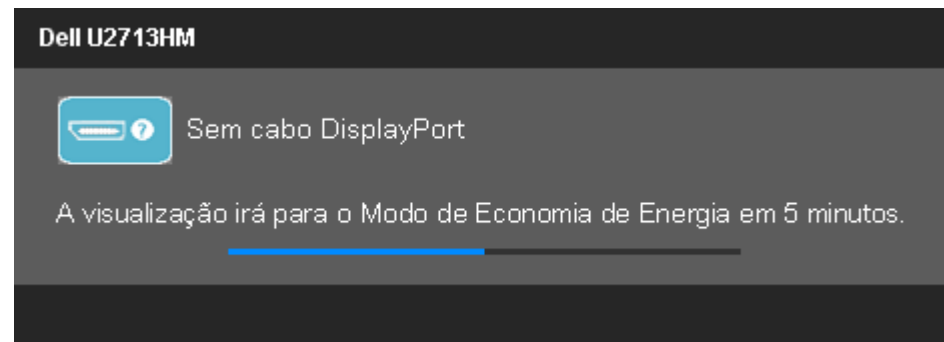 Dell U2713HM
Sem cabo DisplayPort
A visualização irá para o Modo de Economia de Energia em 5 minutos.